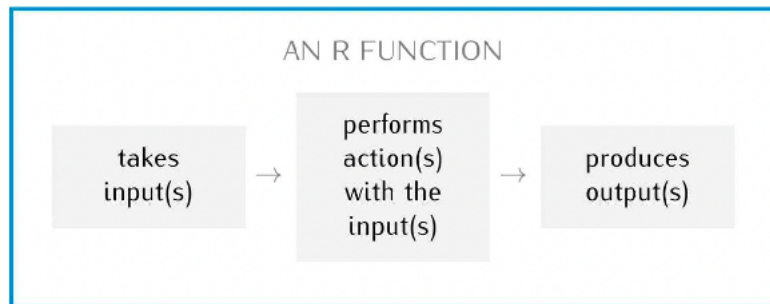 AN R FUNCTION
takes
input(s)
→
performs
action(s)
with the
input(s)
→
produces
output(s)